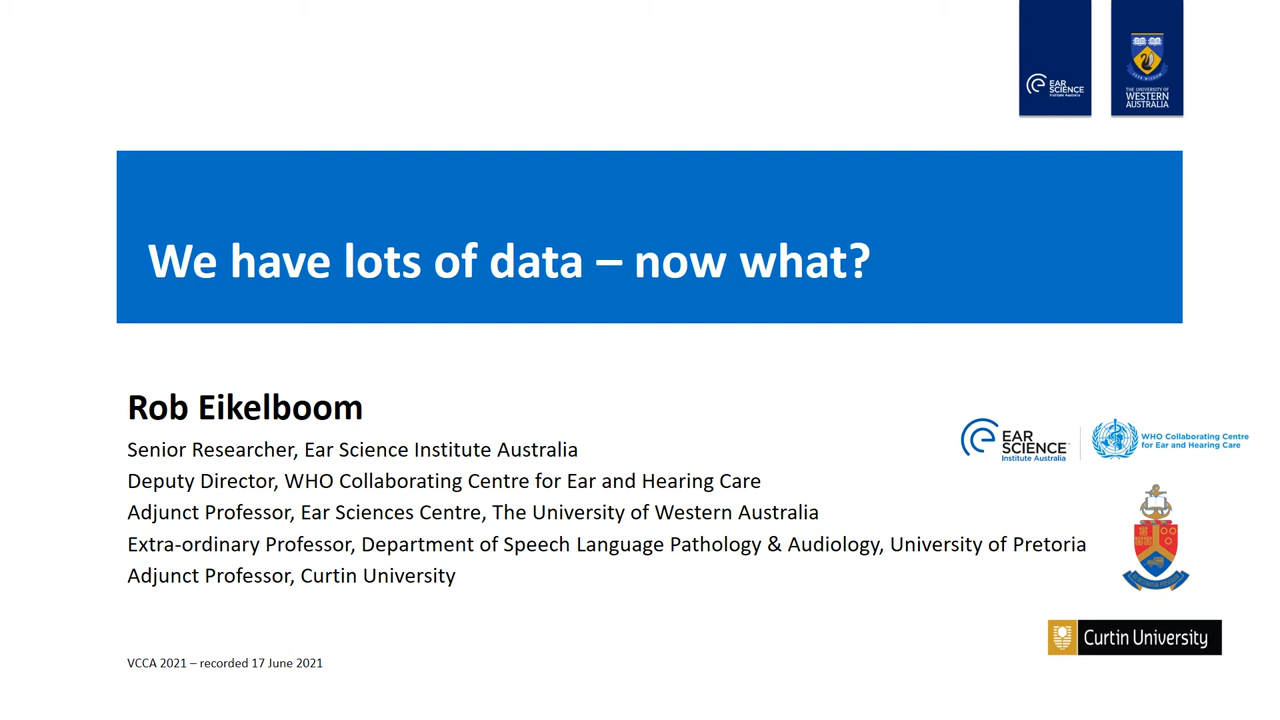 EAR
SCIENCE
Institute Australia
THE UNIVERSITY OF
WESTERN
AUSTRALIA
We have lots of data – now what?
Rob Eikelboom
Senior Researcher, Ear Science Institute Australia
Deputy Director, WHO Collaborating Centre for Ear and Hearing Care
Adjunct Professor, Ear Sciences Centre, The University of Western Australia
Extra-ordinary Professor, Department of Speech Language Pathology & Audiology, University of Pretoria
Adjunct Professor, Curtin University
EAR
SCIENCE
Institute Australia
WHO Collaborating Centre
for Ear and Hearing Care
Curtin University
VCCA 2021 – recorded 17 June 2021